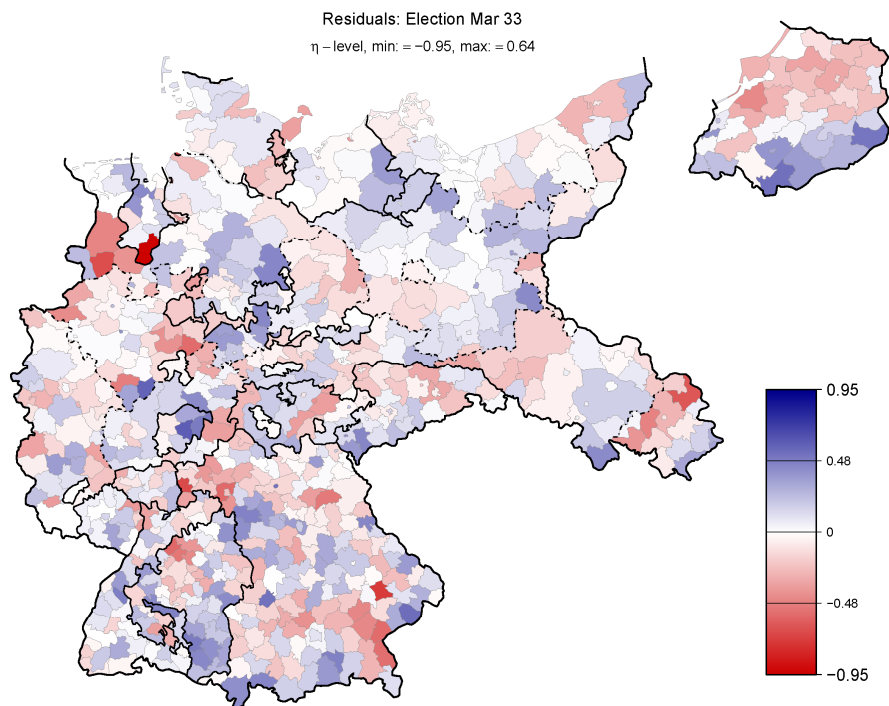 Residuals: Election Mar 33
η – level, min: = −0.95, max: = 0.64
0.95
0.48
0
−0.48
−0.95